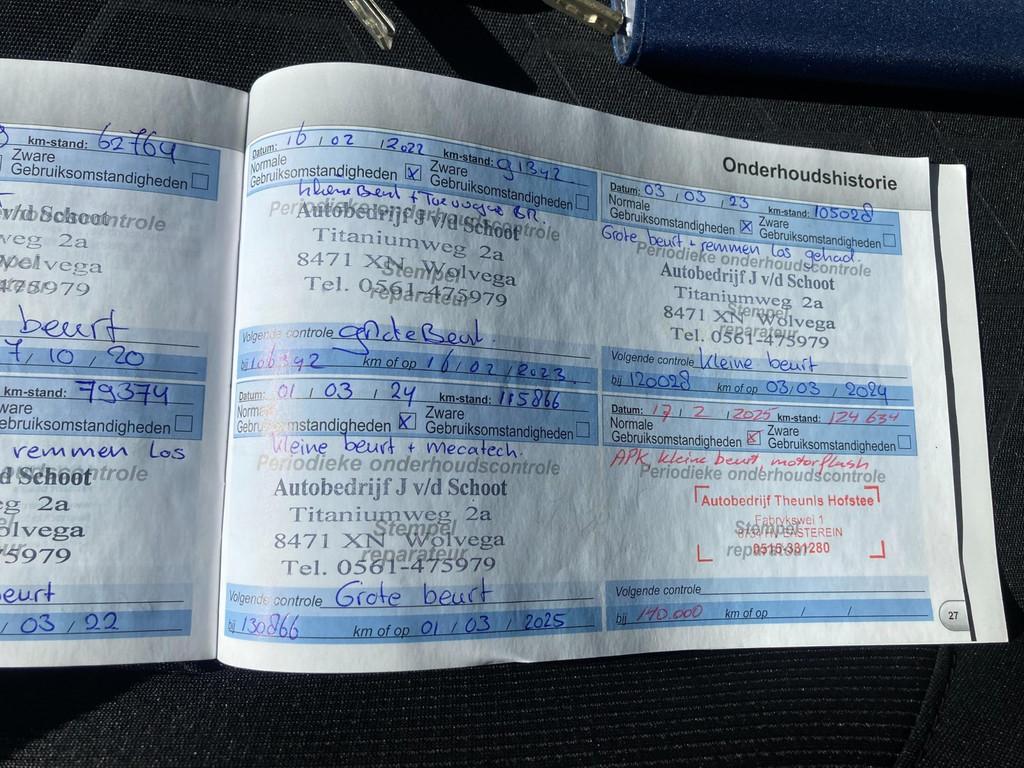 km-stand: 62764
Zware
Gebruiksomstandigheden
v/d Schoot
weg 2a
Wolvega
475979
beurt
7 / 10 / 20
km-stand: 79374
ware
ebruiksomstandigheden
remmen los
d Schoot
eg 2a
olvega
5979
eurt
/ 03 / 22
Onderhoudshistorie
Datum: 16 / 02 / 2022 km-stand: 91342
Normale
Gebruiksomstandigheden
Zware
Gebruiksomstandigheden
kleine Beurt +
Periodieke onderhoudscontrole
Autobedrijf J v/d Schoot
Titaniumweg 2a
8471 XN Wolvega
Tel. 0561-475979
Stempel
reparateur
Volgende controle grote Beurt.
bij 106342 km of op 16 / 02 / 2023
Datum: 03 / 03 / 23 km-stand: 105028
Normale
Gebruiksomstandigheden
Zware
Gebruiksomstandigheden
Grote beurt + remmen los gehad.
Periodieke onderhoudscontrole
Autobedrijf J v/d Schoot
Titaniumweg 2a
8471 XN Wolvega
Tel. 0561-475979
Stempel
reparateur
Volgende controle Kleine beurt
bij 120028 km of op 03 / 03 / 2024
Datum: 01 / 03 / 24 km-stand: 115866
Normale
Gebruiksomstandigheden
Zware
Gebruiksomstandigheden
Kleine beurt + mecatech.
Periodieke onderhoudscontrole
Autobedrijf J v/d Schoot
Titaniumweg 2a
8471 XN Wolvega
Tel. 0561-475979
Stempel
reparateur
Volgende controle Grote beurt
bij 130866 km of op 01 / 03 / 2025
Datum: 17 / 2 / 2025 km-stand: 124 634
Normale
Gebruiksomstandigheden
Zware
Gebruiksomstandigheden
APK kleine beurt motorflush
Periodieke onderhoudscontrole
Autobedrijf Theunis Hofstee
Fabrykswei 1
EASTEREIN
0515-331280
Stempel
reparateur
Volgende controle
bij 140.000 km of op / /
27